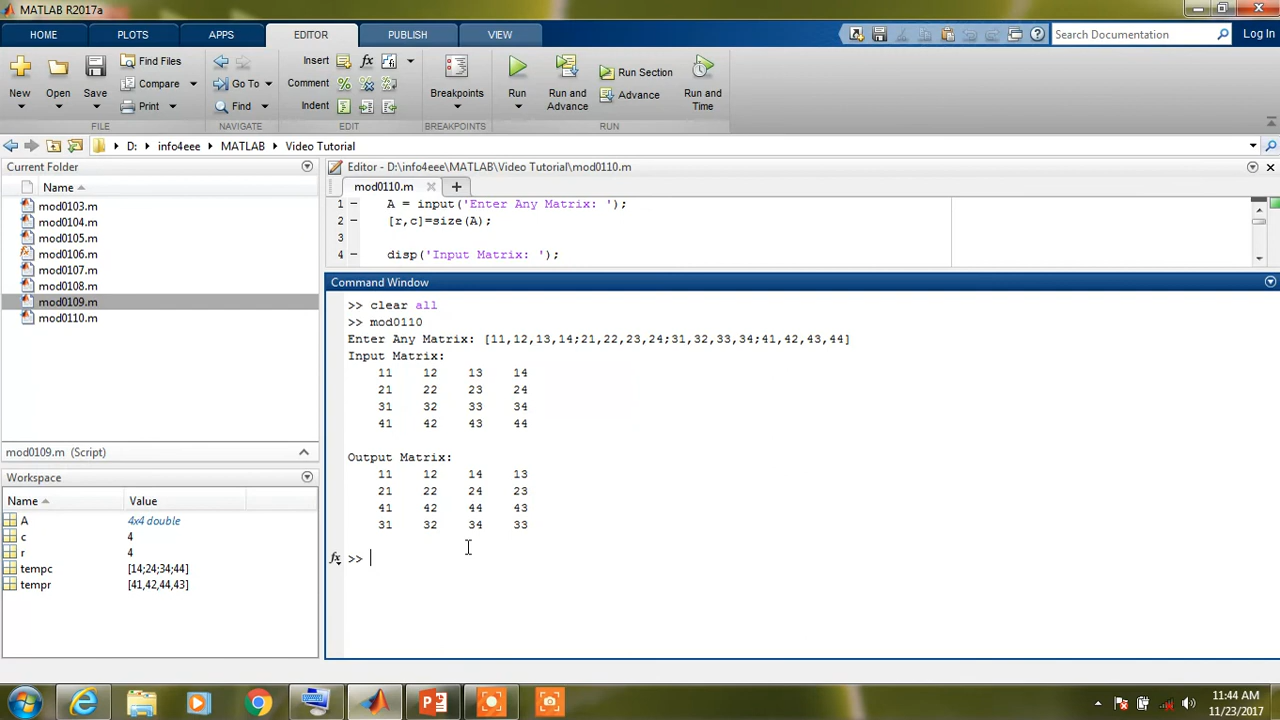 MATLAB R2017a
HOME PLOTS APPS EDITOR PUBLISH VIEW Search Documentation Log In
New Open Save Find Files Compare Print
FILE
Go To Find
NAVIGATE
Insert fx
Comment %
Indent
EDIT
Breakpoints
BREAKPOINTS
Run Run and Advance Run Section Advance Run and Time
RUN
D: info4eee MATLAB Video Tutorial
Current Folder
Name
mod0103.m
mod0104.m
mod0105.m
mod0106.m
mod0107.m
mod0108.m
mod0109.m
mod0110.m
mod0109.m (Script)
Workspace
Name Value
A 4x4 double
c 4
r 4
tempc [14;24;34;44]
tempr [41,42,44,43]
Editor - D:\info4eee\MATLAB\Video Tutorial\mod0110.m
mod0110.m
1 A = input('Enter Any Matrix: ');
2 [r,c]=size(A);
3
4 disp('Input Matrix: ');
Command Window
>> clear all
>> mod0110
Enter Any Matrix: [11,12,13,14;21,22,23,24;31,32,33,34;41,42,43,44]
Input Matrix:
11 12 13 14
21 22 23 24
31 32 33 34
41 42 43 44
Output Matrix:
11 12 14 13
21 22 24 23
41 42 44 43
31 32 34 33
fx >>
11:44 AM
11/23/2017